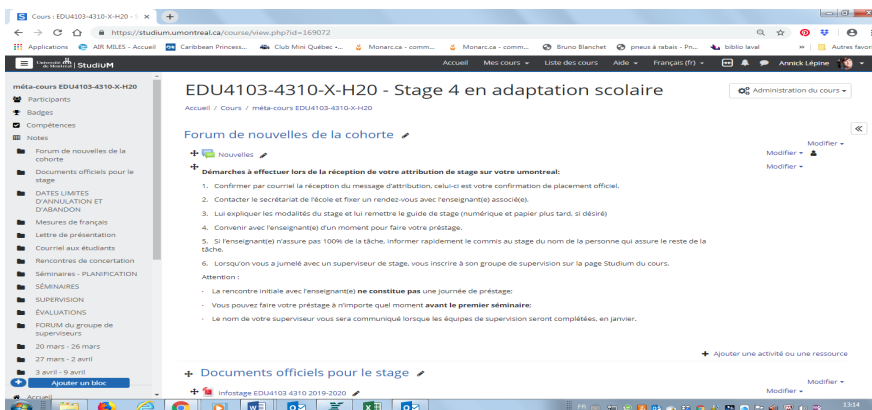 Cours : EDU4103-4310-X-H20 - S
https://studium.umontreal.ca/course/view.php?id=169072
Applications AIR MILES - Accueil Caribbean Princess... Club Mini Québec -... Monarc.ca - comm... Monarc.ca - comm... Bruno Blanchet pneus à rabais - Pn... biblio laval » Autres favoris
Université de Montréal StudiUM Accueil Mes cours Liste des cours Aide Français (fr) Annick Lépine
méta-cours EDU4103-4310-X-H20
Participants
Badges
Compétences
Notes
Forum de nouvelles de la
cohorte
Documents officiels pour le
stage
DATES LIMITES
D'ANNULATION ET
D'ABANDON
Mesures de français
Lettre de présentation
Courriel aux étudiants
Rencontres de concertation
Séminaires - PLANIFICATION
SÉMINAIRES
SUPERVISION
ÉVALUATIONS
FORUM du groupe de
superviseurs
20 mars - 26 mars
27 mars - 2 avril
3 avril - 9 avril
Ajouter un bloc
Accueil
EDU4103-4310-X-H20 - Stage 4 en adaptation scolaire
Administration du cours
Accueil / Cours / méta-cours EDU4103-4310-X-H20
Forum de nouvelles de la cohorte
Modifier
Nouvelles
Modifier
Modifier
Démarches à effectuer lors de la réception de votre attribution de stage sur votre umontreal:
1. Confirmer par courriel la réception du message d'attribution, celui-ci est votre confirmation de placement officiel.
2. Contacter le secrétariat de l'école et fixer un rendez-vous avec l'enseignant(e) associé(e).
3. Lui expliquer les modalités du stage et lui remettre le guide de stage (numérique et papier plus tard, si désiré)
4. Convenir avec l'enseignant(e) d'un moment pour faire votre préstage.
5. Si l'enseignant(e) n'assure pas 100% de la tâche, informer rapidement le commis au stage du nom de la personne qui assure le reste de la
tâche.
6. Lorsqu'on vous a jumelé avec un superviseur de stage, vous inscrire à son groupe de supervision sur la page Studium du cours.
Attention :
· La rencontre initiale avec l'enseignant(e) ne constitue pas une journée de préstage;
· Vous pouvez faire votre préstage à n'importe quel moment avant le premier séminaire;
· Le nom de votre superviseur vous sera communiqué lorsque les équipes de supervision seront complétées, en janvier.
Ajouter une activité ou une ressource
Documents officiels pour le stage
Modifier
Infostage EDU4103 4310 2019-2020
Modifier
FR
13:14